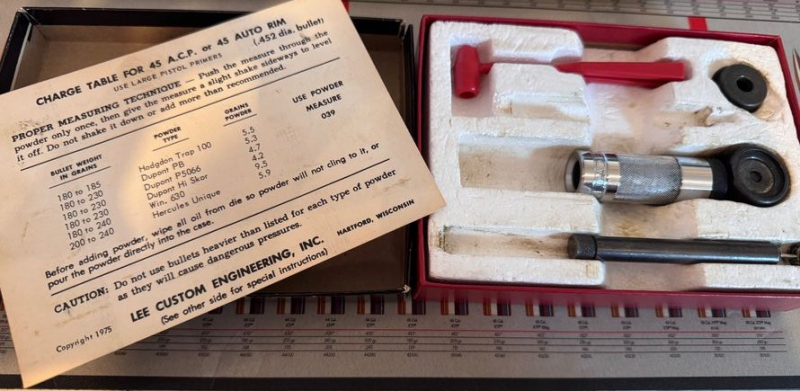 CHARGE TABLE FOR 45 A.C.P. or 45 AUTO RIM
USE LARGE PISTOL PRIMERS (.452 dia. bullet)
PROPER MEASURING TECHNIQUE — Push the measure through the
powder only once, then give the measure a slight shake sideways to level
it off. Do not shake it down or add more than recommended.
BULLET WEIGHT IN GRAINS POWDER TYPE GRAINS POWDER USE POWDER MEASURE
180 to 185 Hodgdon Trap 100 5.5 039
180 to 230 Dupont PB 5.3
180 to 230 Dupont P5066 4.7
180 to 230 Dupont Hi Skor 4.2
180 to 240 Win. 630 9.5
200 to 240 Hercules Unique 5.9
Before adding powder, wipe all oil from die so powder will not cling to it, or
pour the powder directly into the case.
CAUTION: Do not use bullets heavier than listed for each type of powder
as they will cause dangerous pressures.
LEE CUSTOM ENGINEERING, INC. HARTFORD, WISCONSIN
Copyright 1975 (See other side for special instructions)